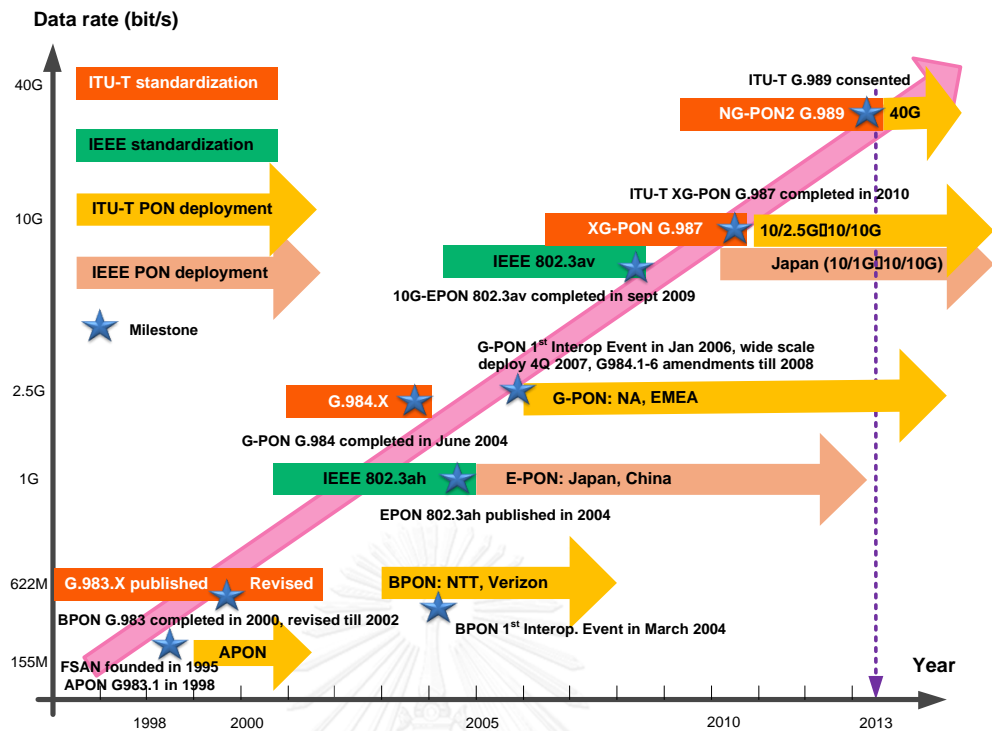 Data rate (bit/s)
40G
10G
2.5G
1G
622M
155M
ITU-T standardization
IEEE standardization
ITU-T PON deployment
IEEE PON deployment
Milestone
ITU-T G.989 consented
NG-PON2 G.989
40G
ITU-T XG-PON G.987 completed in 2010
XG-PON G.987
10/2.5G▯10/10G
IEEE 802.3av
Japan (10/1G▯10/10G)
10G-EPON 802.3av completed in sept 2009
G-PON 1st Interop Event in Jan 2006, wide scale
deploy 4Q 2007, G984.1-6 amendments till 2008
G.984.X
G-PON: NA, EMEA
G-PON G.984 completed in June 2004
IEEE 802.3ah
E-PON: Japan, China
EPON 802.3ah published in 2004
G.983.X published
Revised
BPON: NTT, Verizon
BPON G.983 completed in 2000, revised till 2002
BPON 1st Interop. Event in March 2004
APON
FSAN founded in 1995
APON G983.1 in 1998
Year
1998
2000
2005
2010
2013